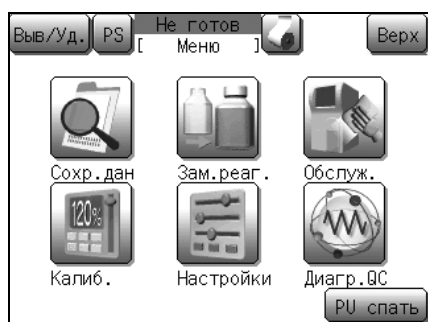 Выв/Уд. PS Не готов Верх
[ Меню ]
Сохр.дан Зам.реаг. Обслуж.
120%
Калиб. Настройки Диагр.QC
PU спать